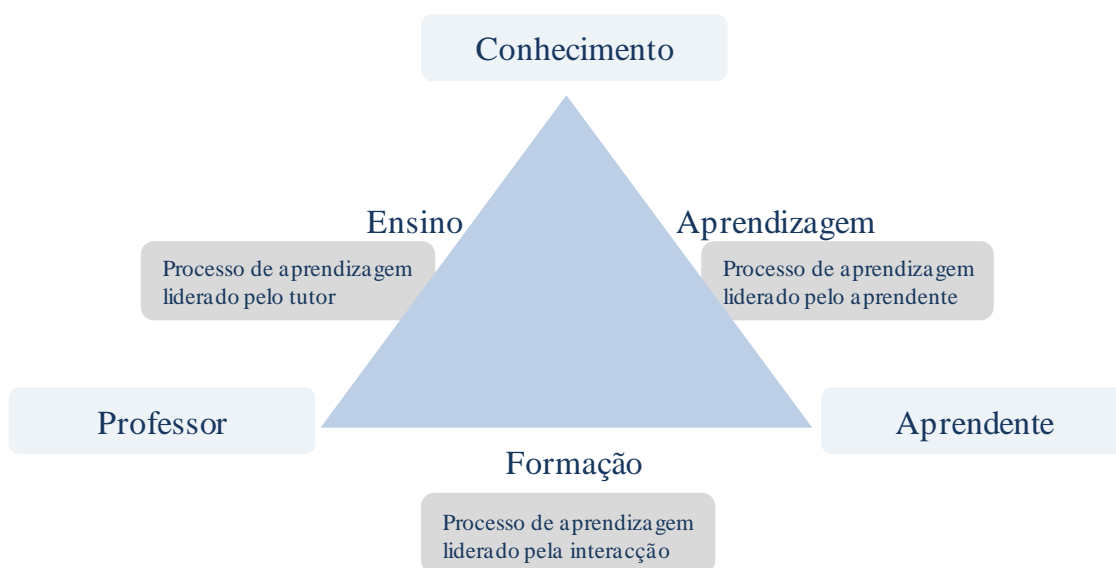 Conhecimento
Ensino
Aprendizagem
Processo de aprendizagem
liderado pelo tutor
Processo de aprendizagem
liderado pelo aprendente
Professor
Aprendente
Formação
Processo de aprendizagem
liderado pela interacção